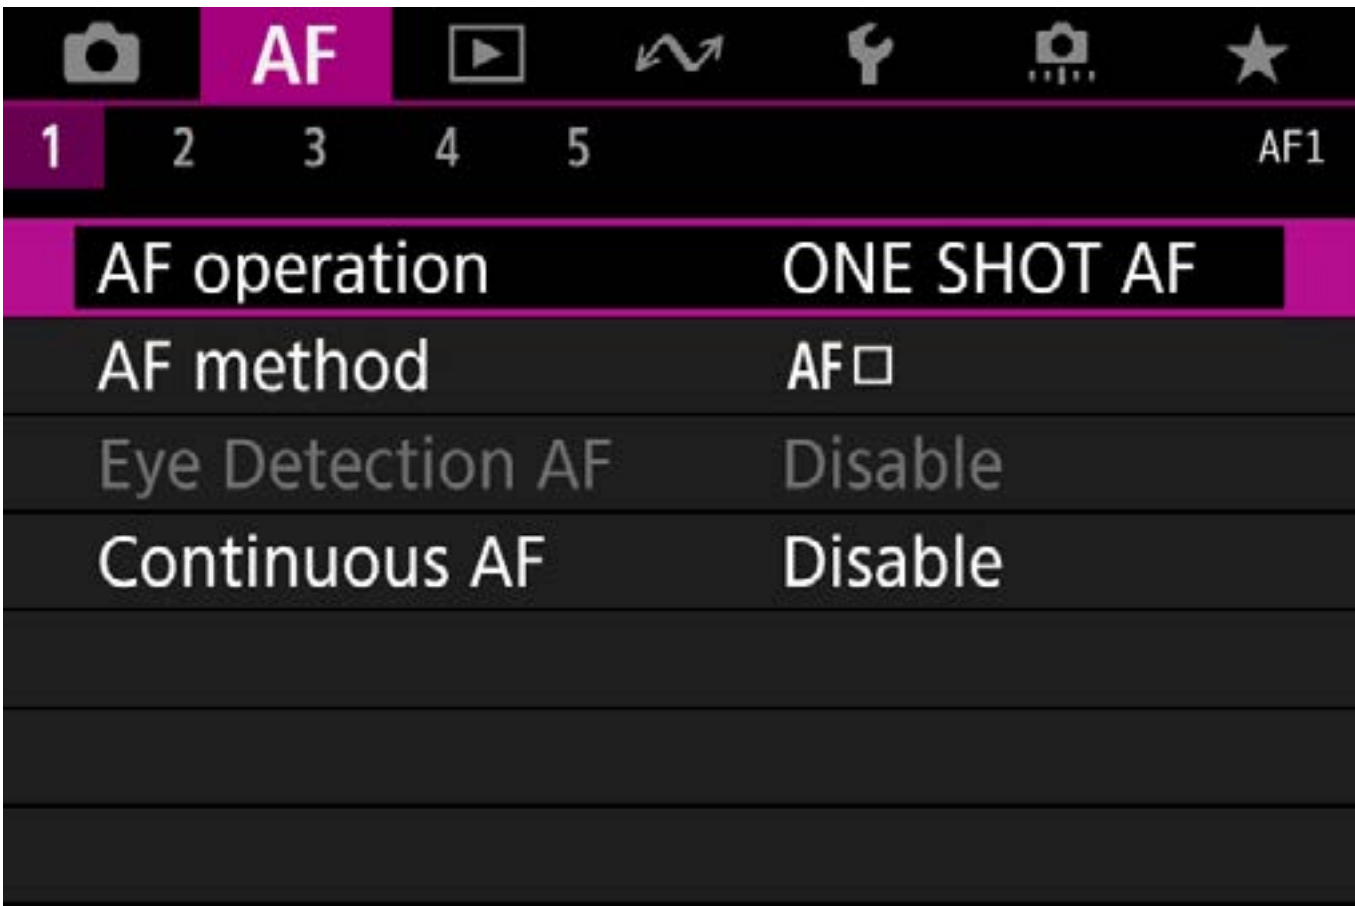 AF
1 2 3 4 5 AF1
AF operation ONE SHOT AF
AF method AF
Eye Detection AF Disable
Continuous AF Disable